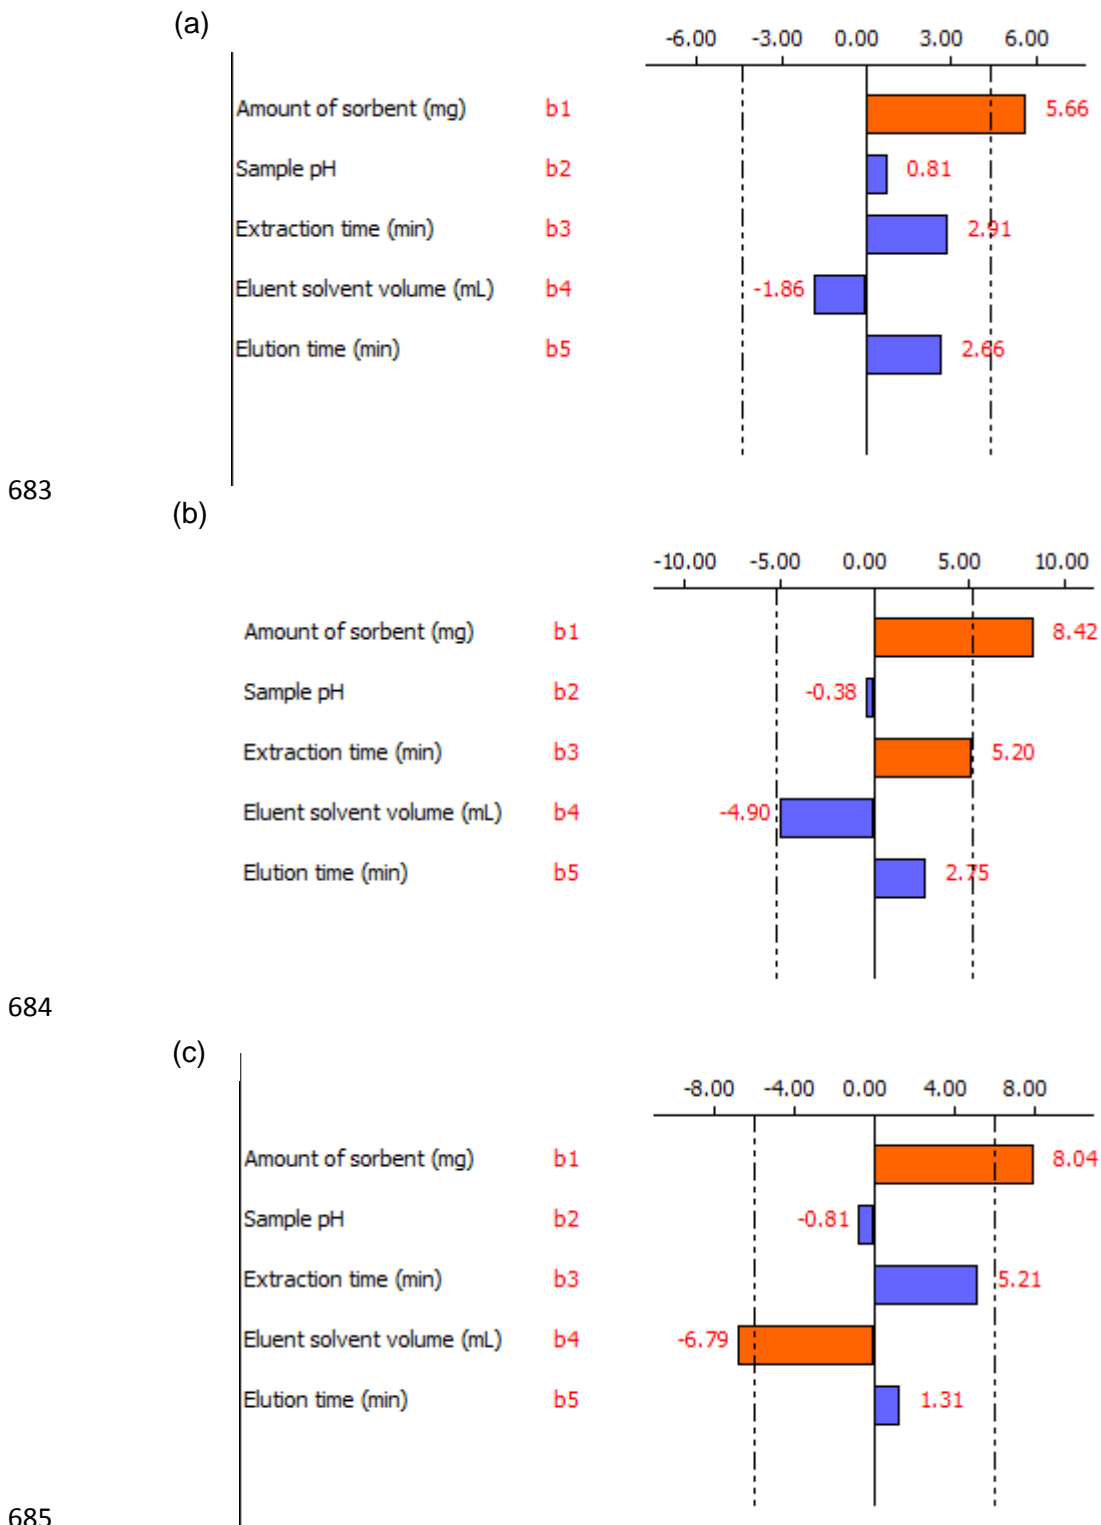 (a)
-6.00 -3.00 0.00 3.00 6.00
Amount of sorbent (mg) b1 5.66
Sample pH b2 0.81
Extraction time (min) b3 2.91
Eluent solvent volume (mL) b4 -1.86
Elution time (min) b5 2.66
683
(b)
-10.00 -5.00 0.00 5.00 10.00
Amount of sorbent (mg) b1 8.42
Sample pH b2 -0.38
Extraction time (min) b3 5.20
Eluent solvent volume (mL) b4 -4.90
Elution time (min) b5 2.75
684
(c)
-8.00 -4.00 0.00 4.00 8.00
Amount of sorbent (mg) b1 8.04
Sample pH b2 -0.81
Extraction time (min) b3 5.21
Eluent solvent volume (mL) b4 -6.79
Elution time (min) b5 1.31
685